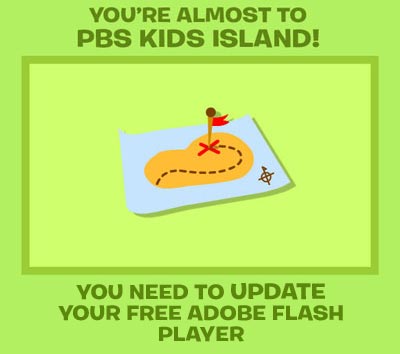 YOU'RE ALMOST TO
PBS KIDS ISLAND!
YOU NEED TO UPDATE
YOUR FREE ADOBE FLASH
PLAYER